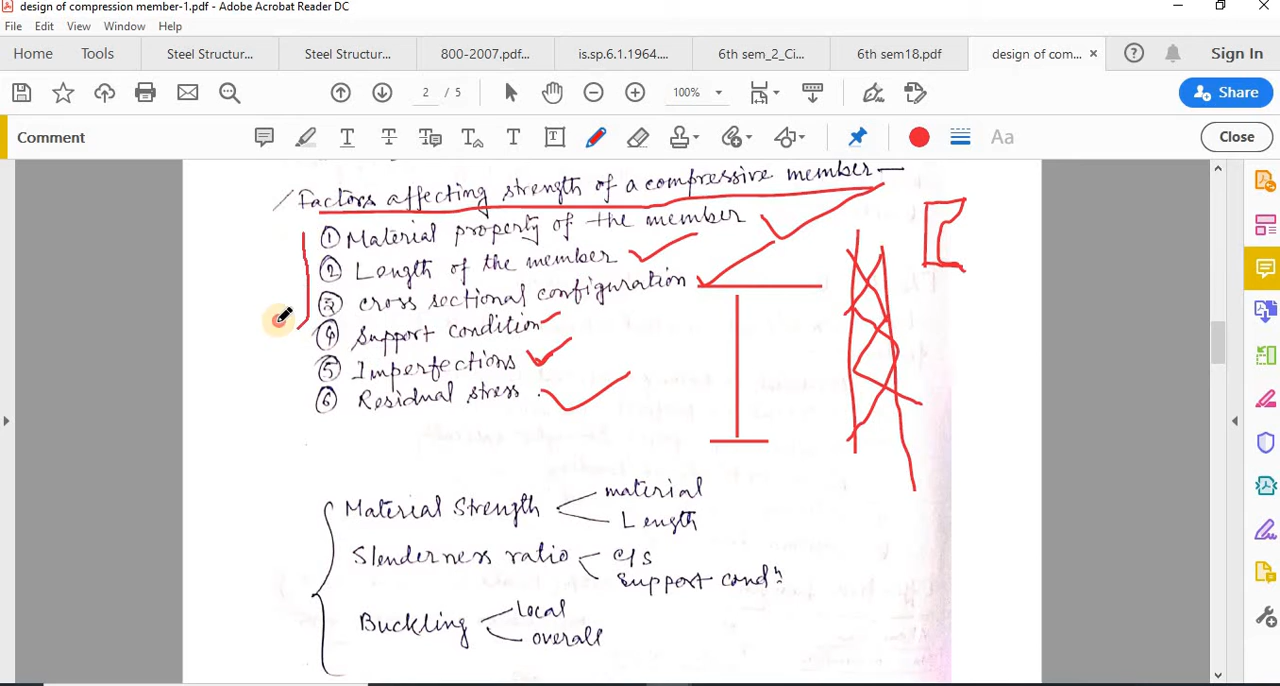 design of compression member-1.pdf - Adobe Acrobat Reader DC
File Edit View Window Help
Home Tools Steel Structur... Steel Structur... 800-2007.pdf... is.sp.6.1.1964.... 6th sem_2_Ci... 6th sem18.pdf design of com... × Sign In
2 / 5 100% Share
Comment Aa Close
Factors affecting strength of a compressive member —
① Material property of the member
② Length of the member
③ cross sectional configuration
④ Support condition
⑤ Imperfections
⑥ Residual stress .
Material Strength material
Length
Slenderness ratio c/s
Support condn:
Buckling local
overall